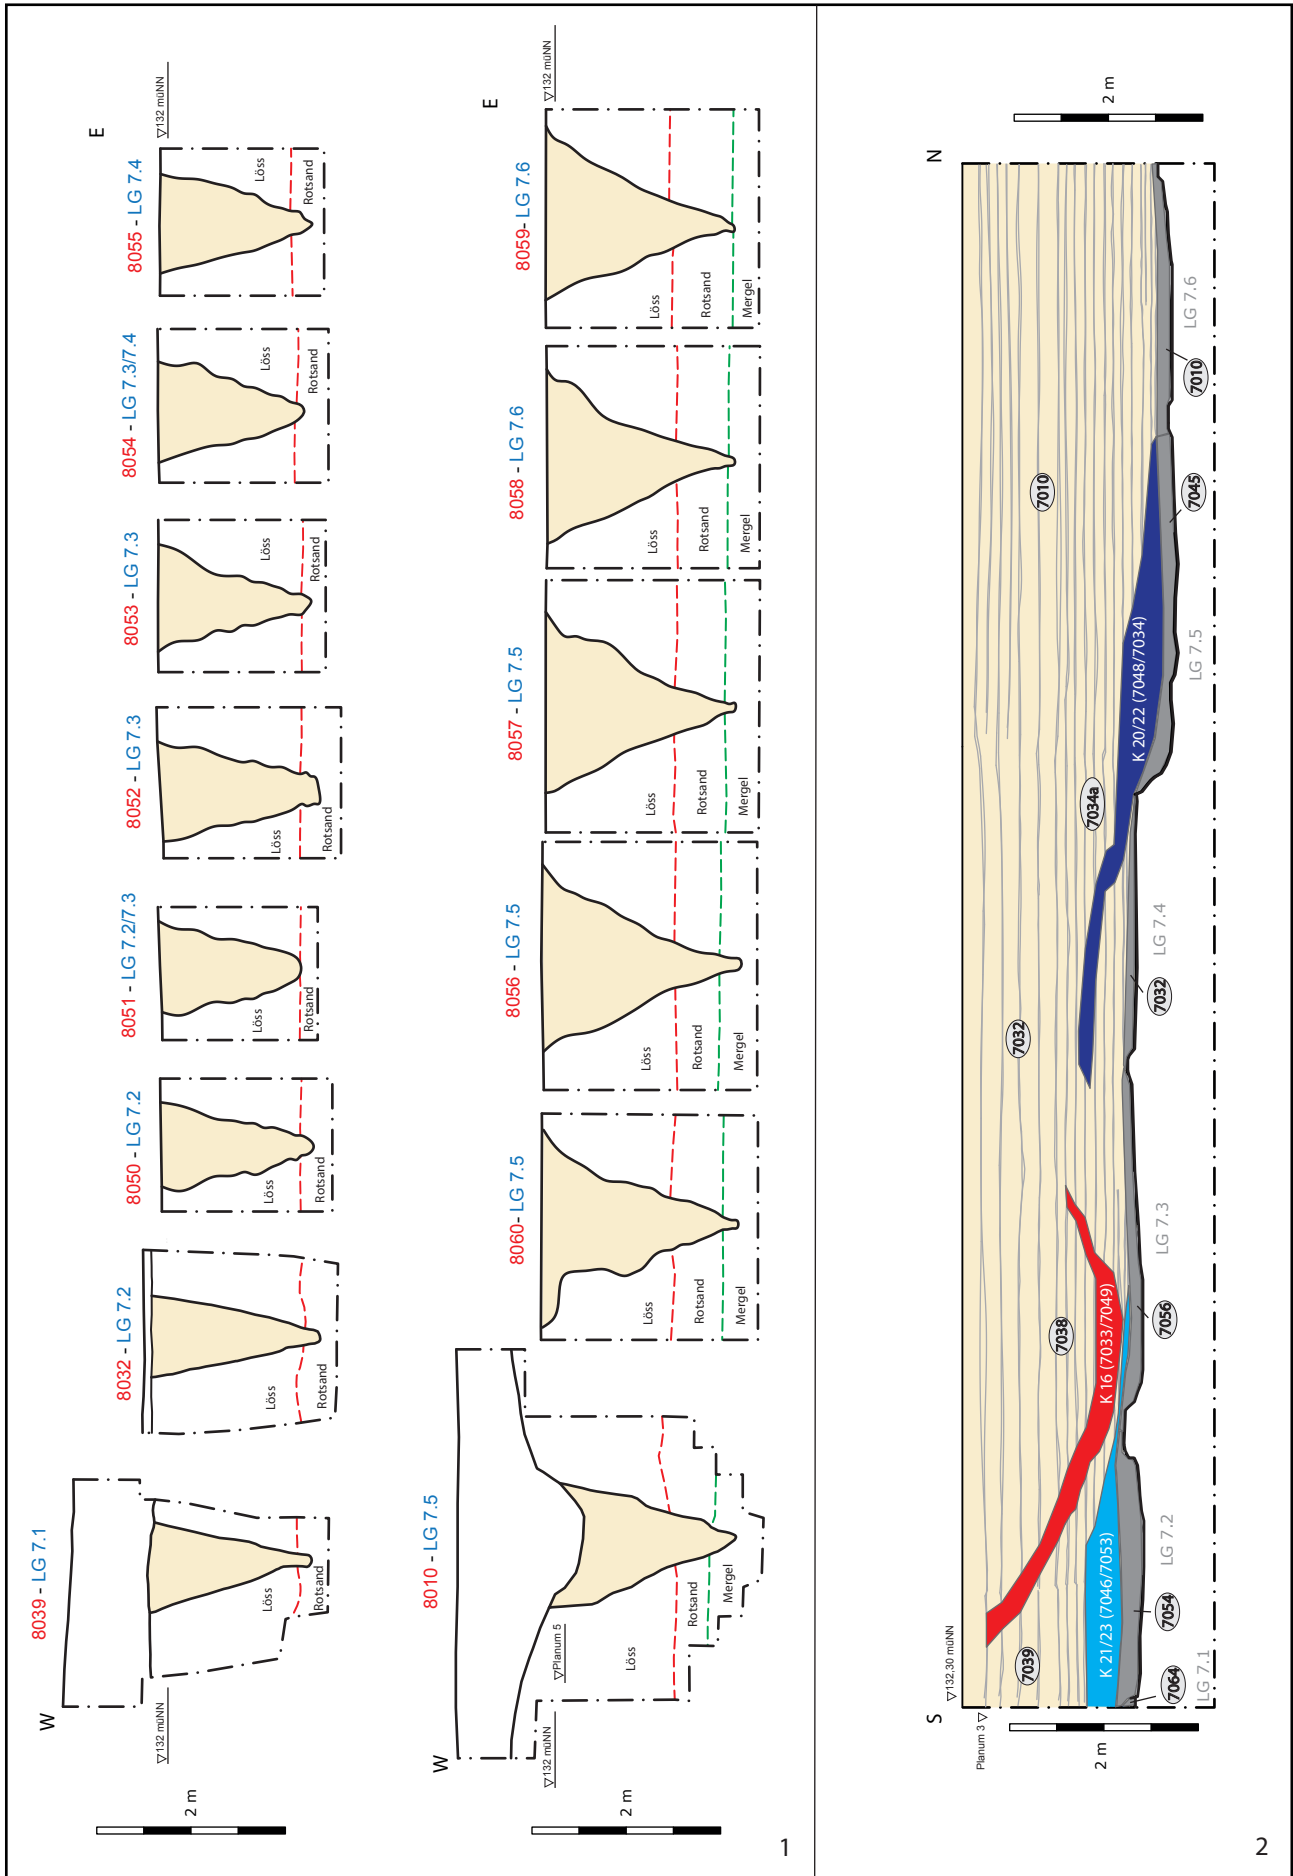 8039 - LG 7.1
8032 - LG 7.2
8050 - LG 7.2
8051 - LG 7.2/7.3
8052 - LG 7.3
8053 - LG 7.3
8054 - LG 7.3/7.4
8055 - LG 7.4
W
E
▽132 müNN
▽132 müNN
Löss
Rotsand
Löss
Rotsand
Löss
Rotsand
Löss
Rotsand
Löss
Rotsand
Löss
Rotsand
Löss
Rotsand
Löss
Rotsand
2 m
8010 - LG 7.5
8060- LG 7.5
8056 - LG 7.5
8057 - LG 7.5
8058 - LG 7.6
8059- LG 7.6
W
E
▽132 müNN
▽132 müNN
▽Planum 5
Löss
Rotsand
Mergel
Löss
Rotsand
Mergel
Löss
Rotsand
Mergel
Löss
Rotsand
Mergel
Löss
Rotsand
Mergel
Löss
Rotsand
Mergel
2 m
1
S
N
▽132,30 müNN
Planum 3 ▽
7039
7038
7032
7034a
7010
K 21/23 (7046/7053)
K 16 (7033/7049)
K 20/22 (7048/7034)
7064
7054
7056
7032
7045
7010
LG 7.1
LG 7.2
LG 7.3
LG 7.4
LG 7.5
LG 7.6
2 m
2 m
2